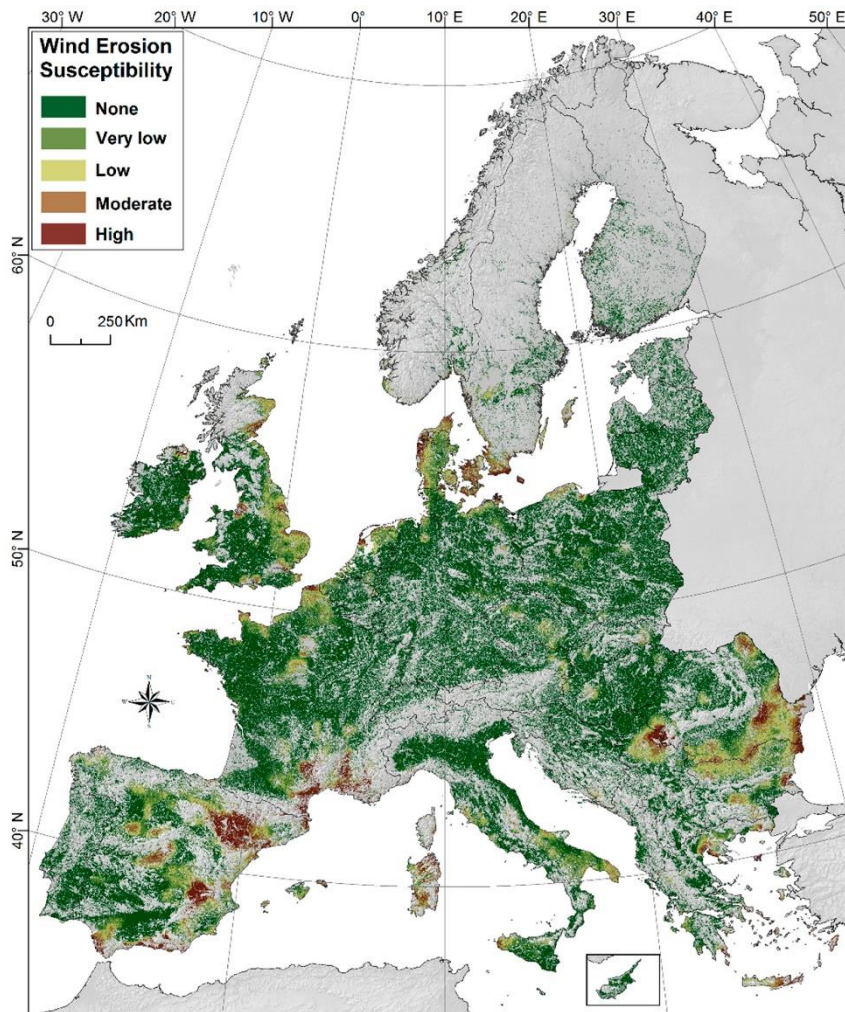 30° W 20° W 10° W 0° 10° E 20° E 30° E 40° E 50° E
Wind Erosion
Susceptibility
None
Very low
Low
Moderate
High
60° N
0 250 Km
50° N
N
W E
S
40° N